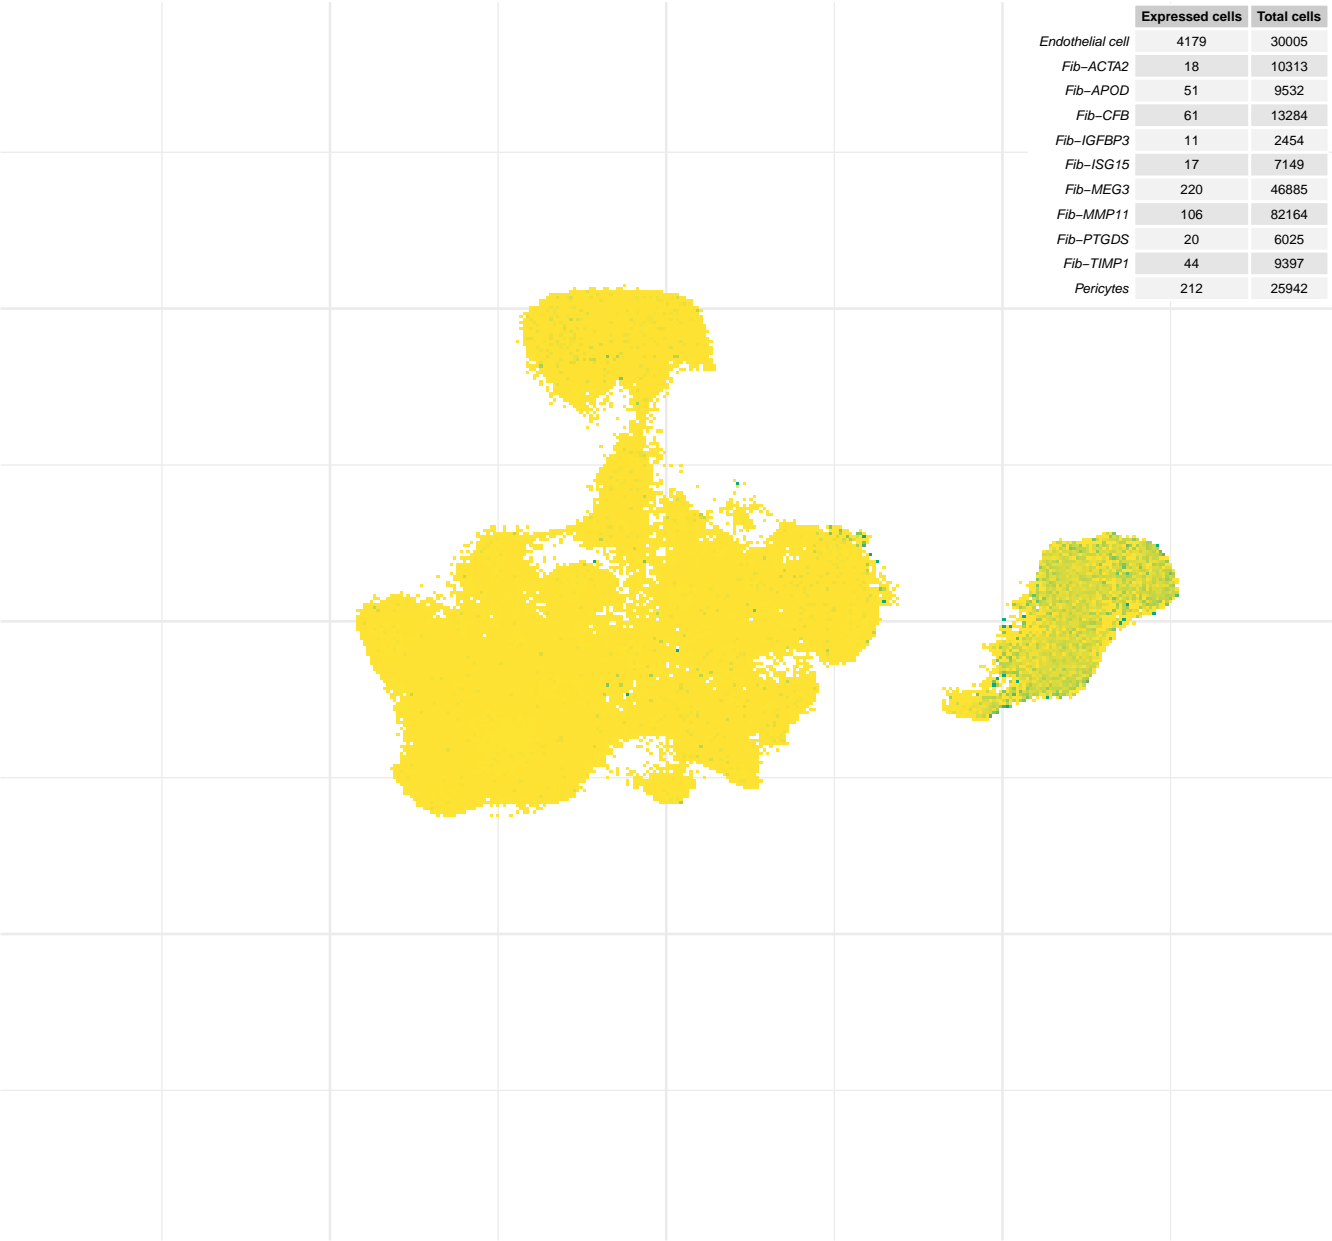 Expressed cells Total cells
Endothelial cell 4179 30005
Fib−ACTA2 18 10313
Fib−APOD 51 9532
Fib−CFB 61 13284
Fib−IGFBP3 11 2454
Fib−ISG15 17 7149
Fib−MEG3 220 46885
Fib−MMP11 106 82164
Fib−PTGDS 20 6025
Fib−TIMP1 44 9397
Pericytes 212 25942